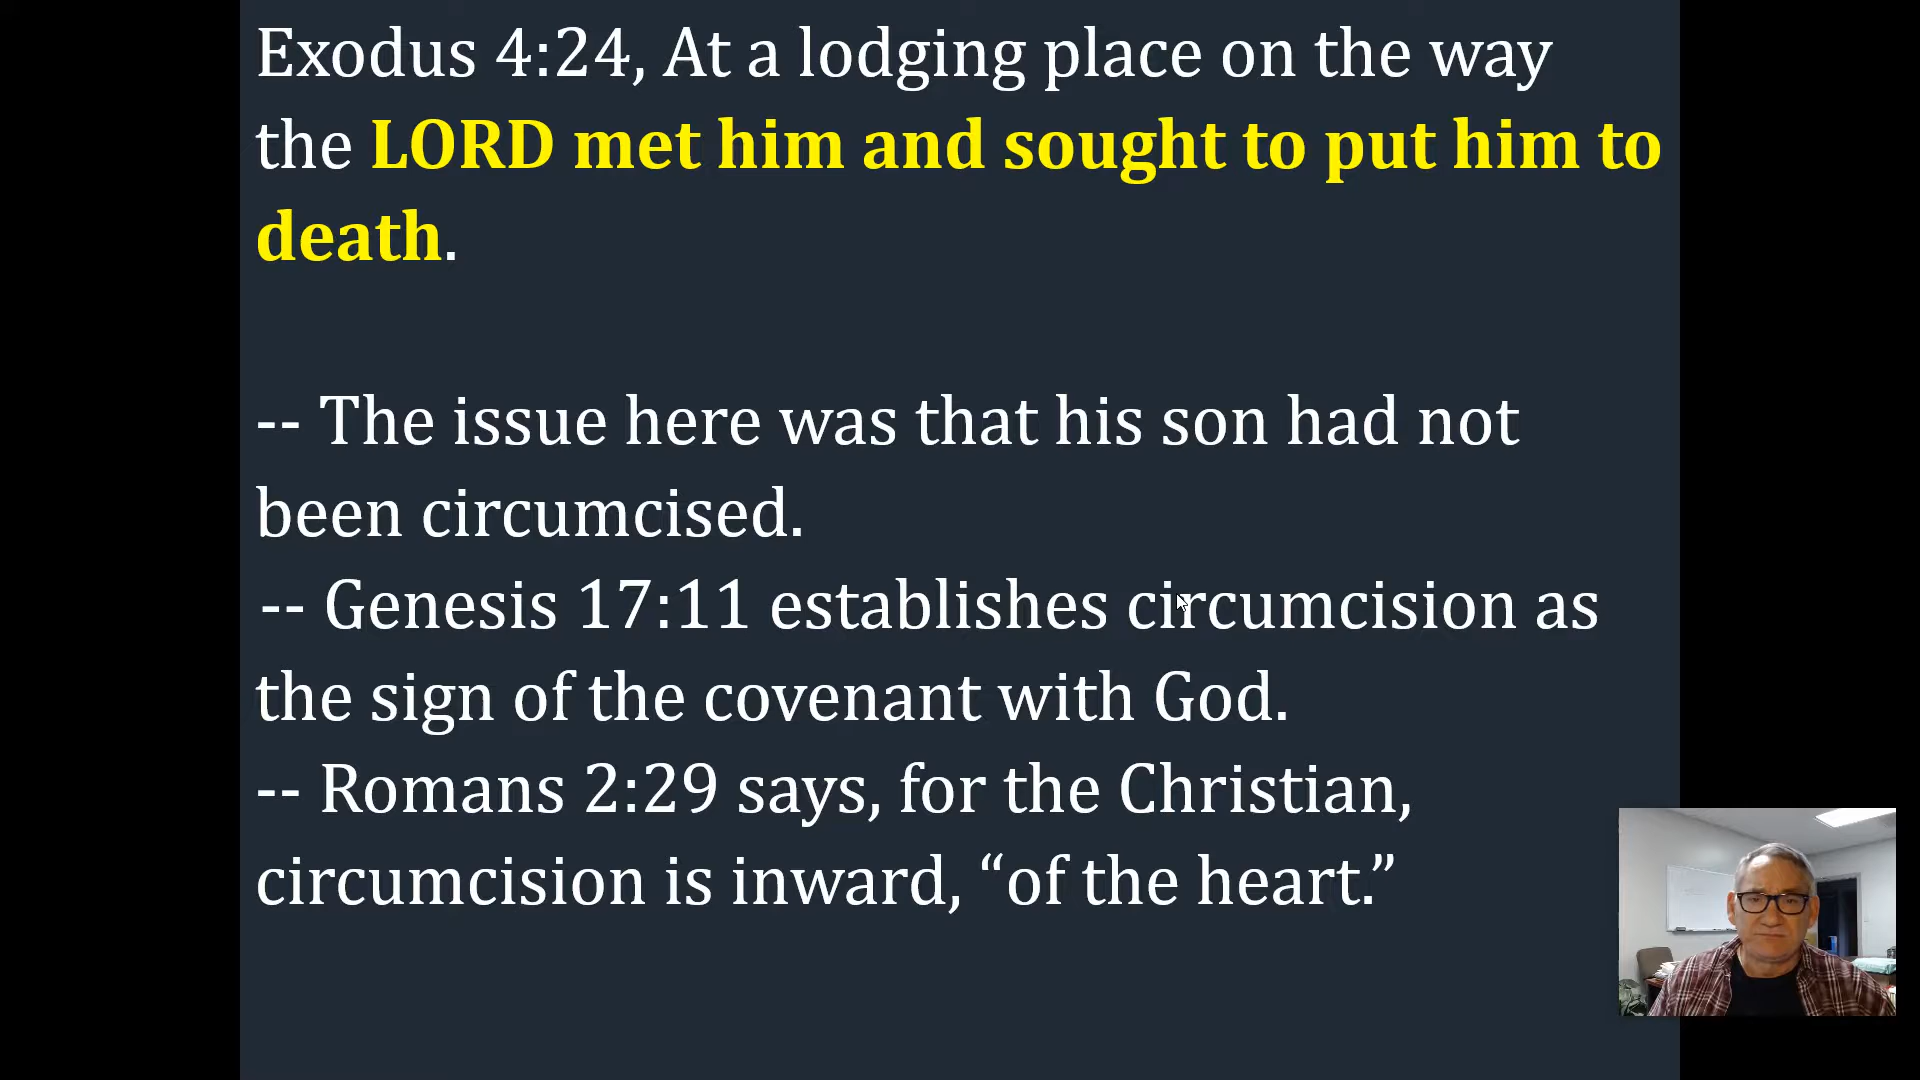 Exodus 4:24, At a lodging place on the way
the LORD met him and sought to put him to
death.
-- The issue here was that his son had not
been circumcised.
-- Genesis 17:11 establishes circumcision as
the sign of the covenant with God.
-- Romans 2:29 says, for the Christian,
circumcision is inward, “of the heart.”